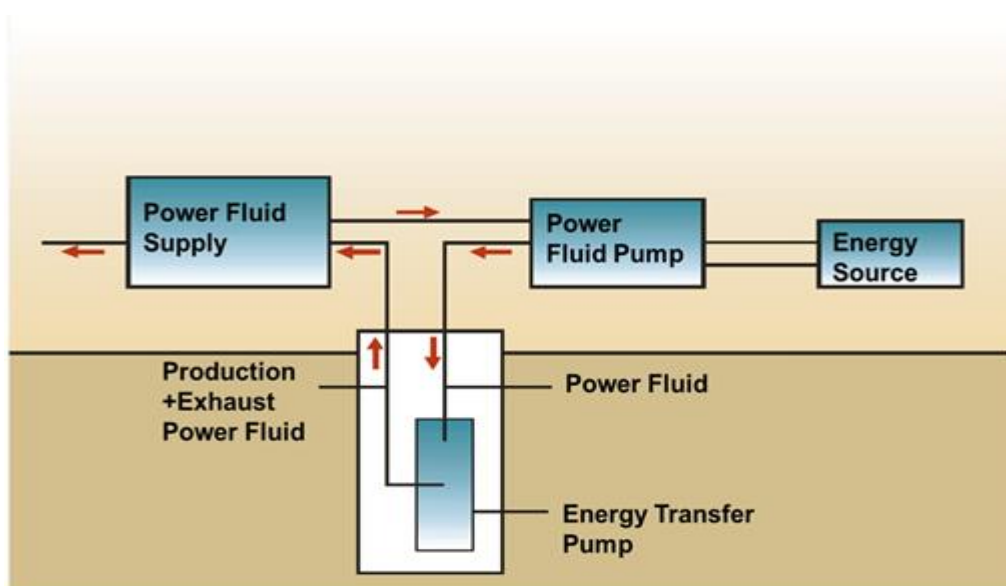 Power Fluid
Supply
Power
Fluid Pump
Energy
Source
Production
+Exhaust
Power Fluid
Power Fluid
Energy Transfer
Pump